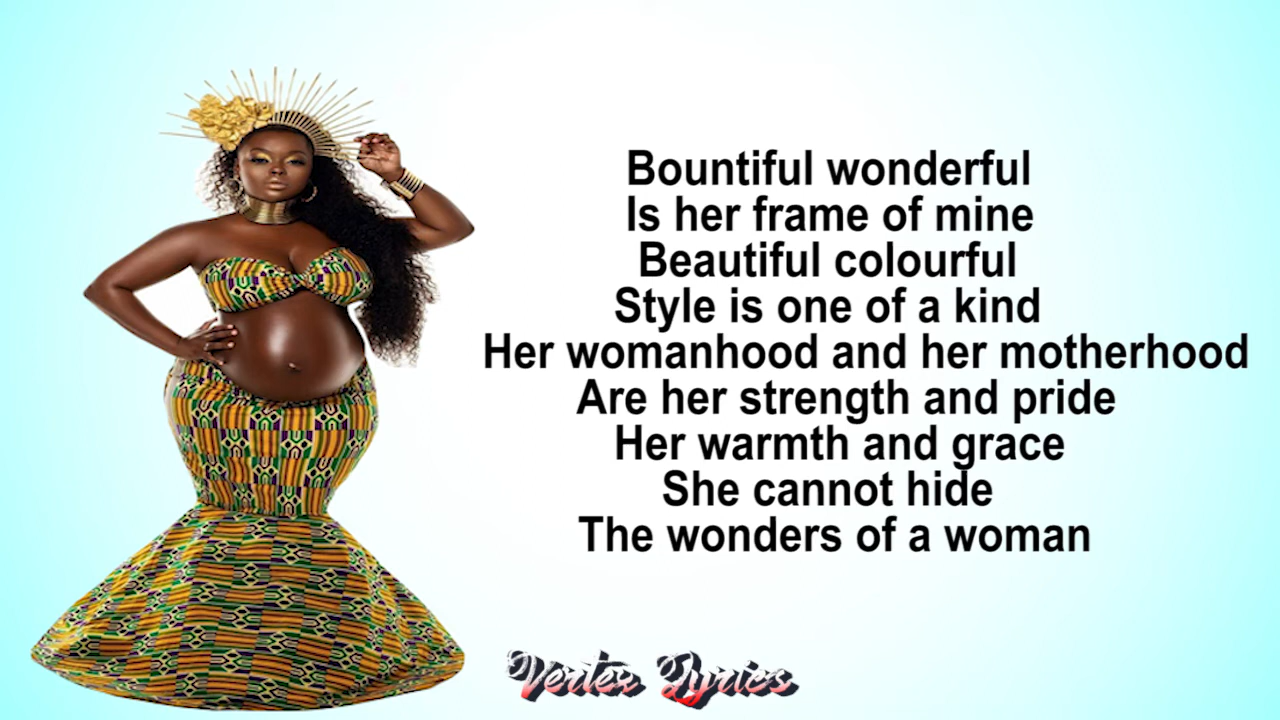 Bountiful wonderful
Is her frame of mine
Beautiful colourful
Style is one of a kind
Her womanhood and her motherhood
Are her strength and pride
Her warmth and grace
She cannot hide
The wonders of a woman
Vertex Lyrics